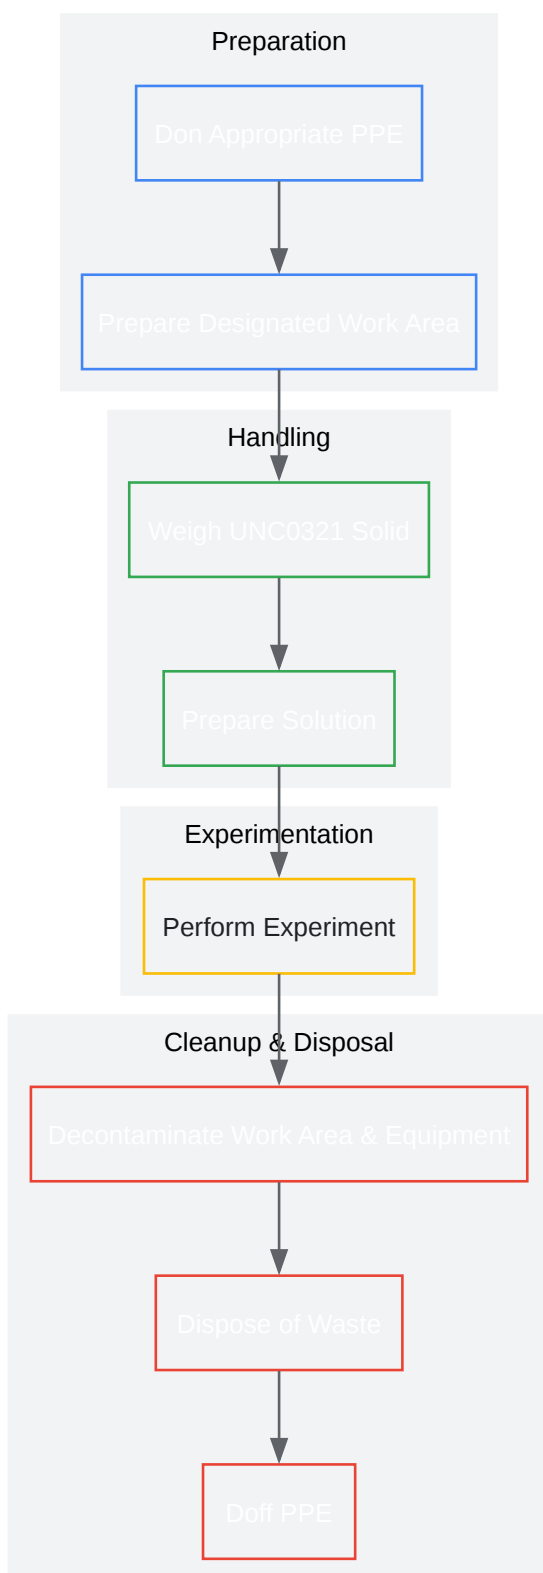 Preparation
Don Appropriate PPE
Prepare Designated Work Area
Handling
Weigh UNC0321 Solid
Prepare Solution
Experimentation
Perform Experiment
Cleanup & Disposal
Decontaminate Work Area & Equipment
Dispose of Waste
Doff PPE